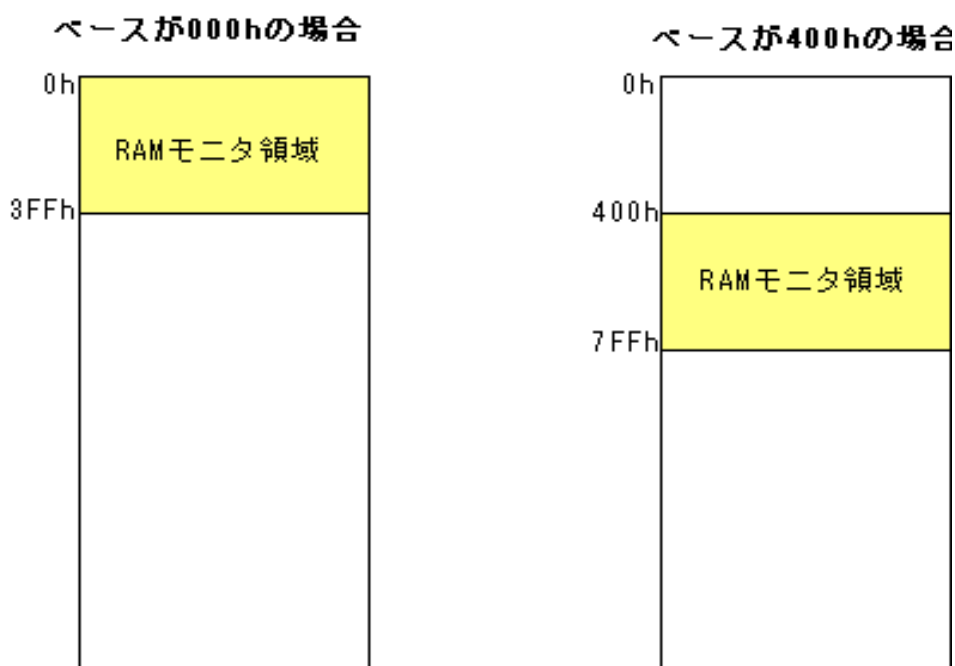 ベースが000hの場合
0h
RAMモニタ領域
3FFh
ベースが400hの場合
0h
400h
RAMモニタ領域
7FFh